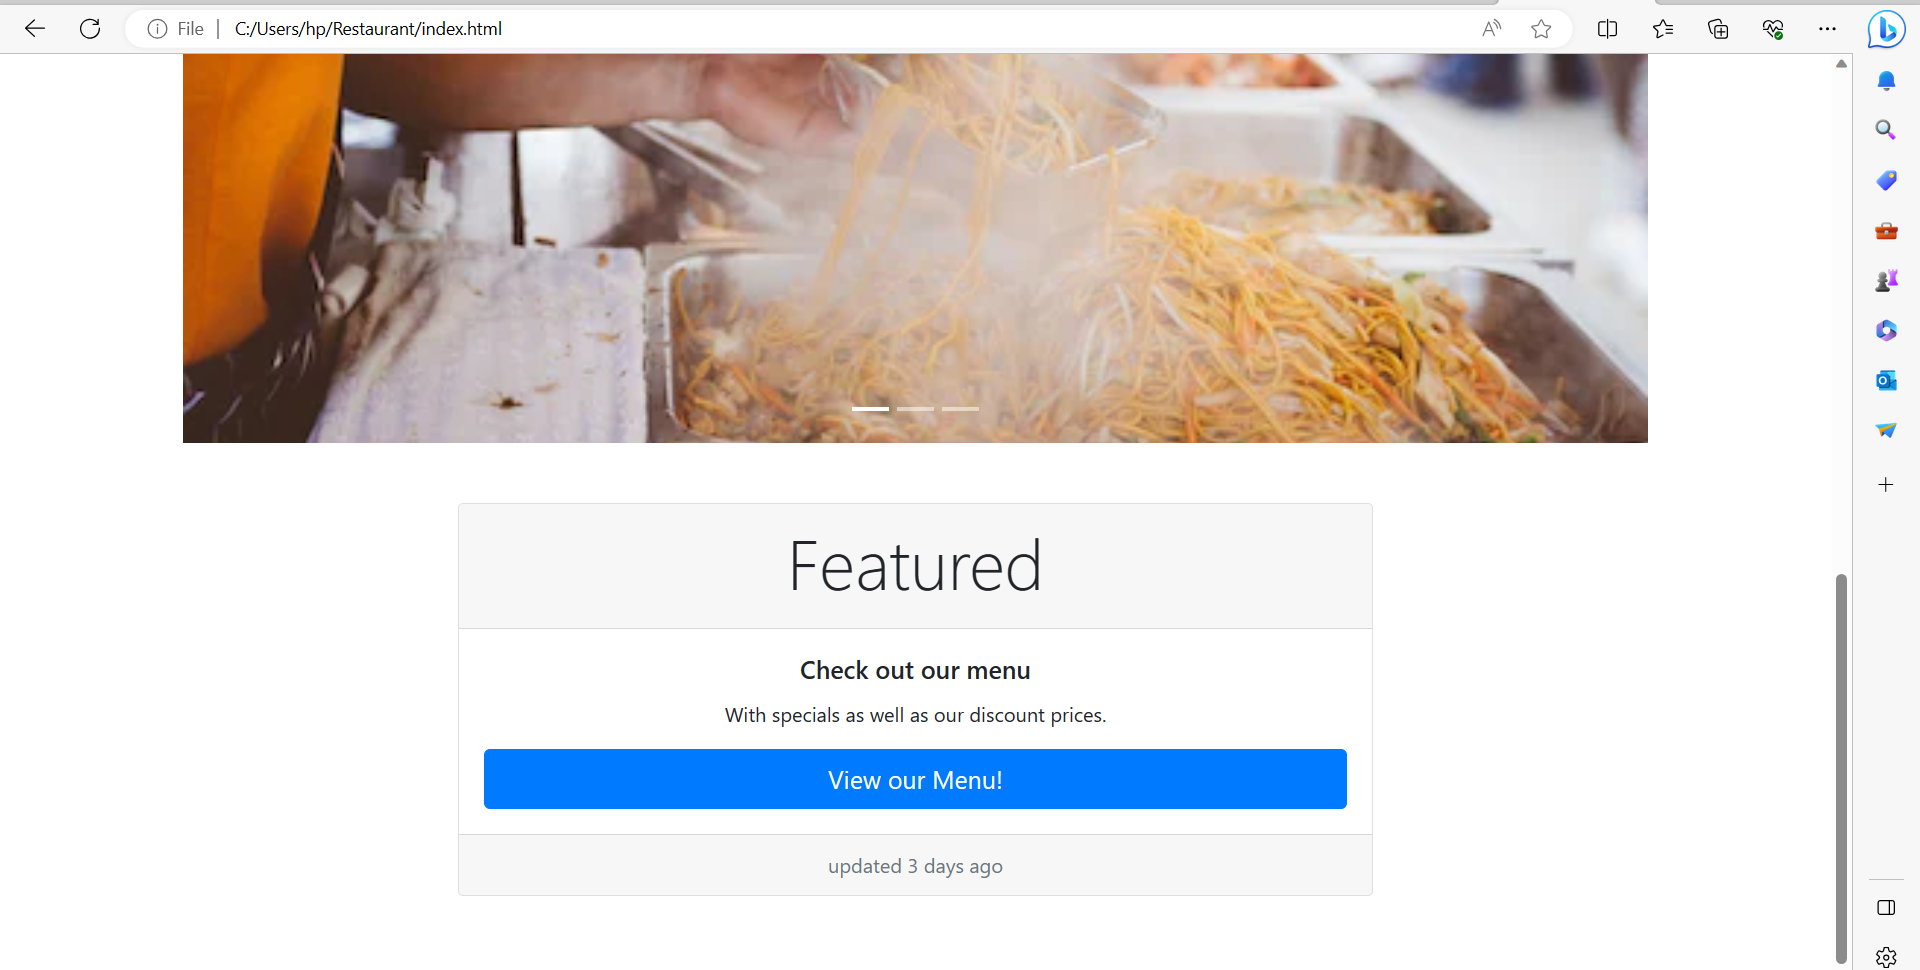 File
C:/Users/hp/Restaurant/index.html
Featured
Check out our menu
With specials as well as our discount prices.
View our Menu!
updated 3 days ago